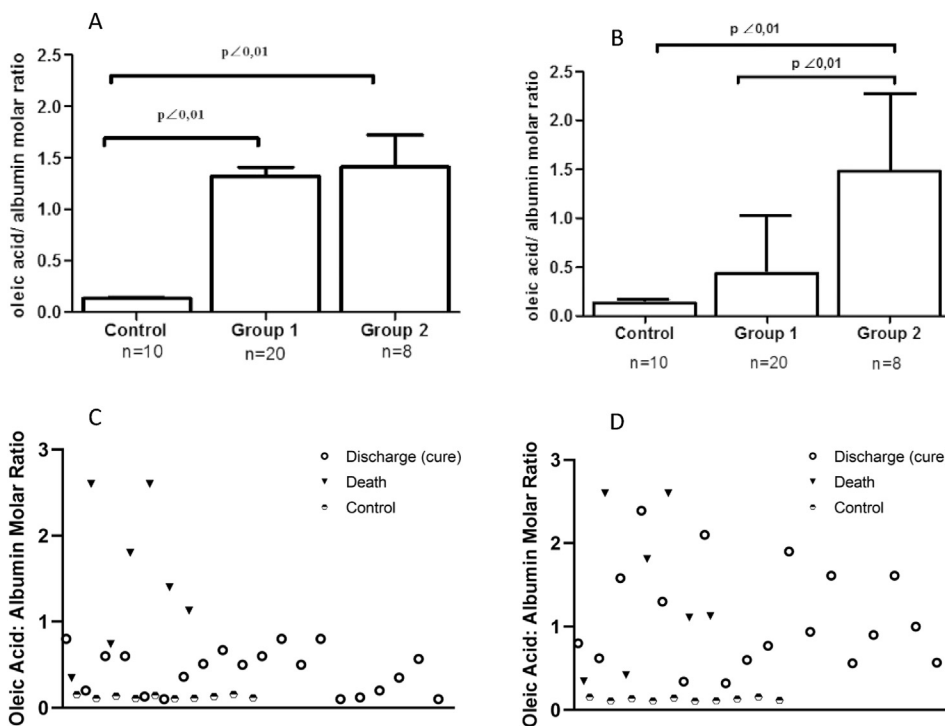 A
p∠0,01
p∠0,01
oleic acid/ albumin molar ratio
2.5
2.0
1.5
1.0
0.5
0.0
Control
Group 1
Group 2
n=10
n=20
n=8
B
p ∠0,01
p ∠0,01
oleic acid/ albumin molar ratio
2.5
2.0
1.5
1.0
0.5
0.0
Control
Group 1
Group 2
n=10
n=20
n=8
C
Oleic Acid: Albumin Molar Ratio
3
2
1
0
Discharge (cure)
Death
Control
D
Oleic Acid: Albumin Molar Ratio
3
2
1
0
Discharge (cure
Death
Control